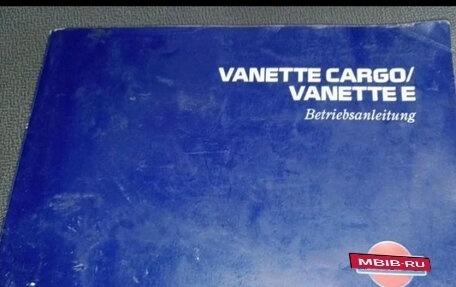 VANETTE CARGO/
VANETTE E
Betriebsanleitung
MBIB-RU